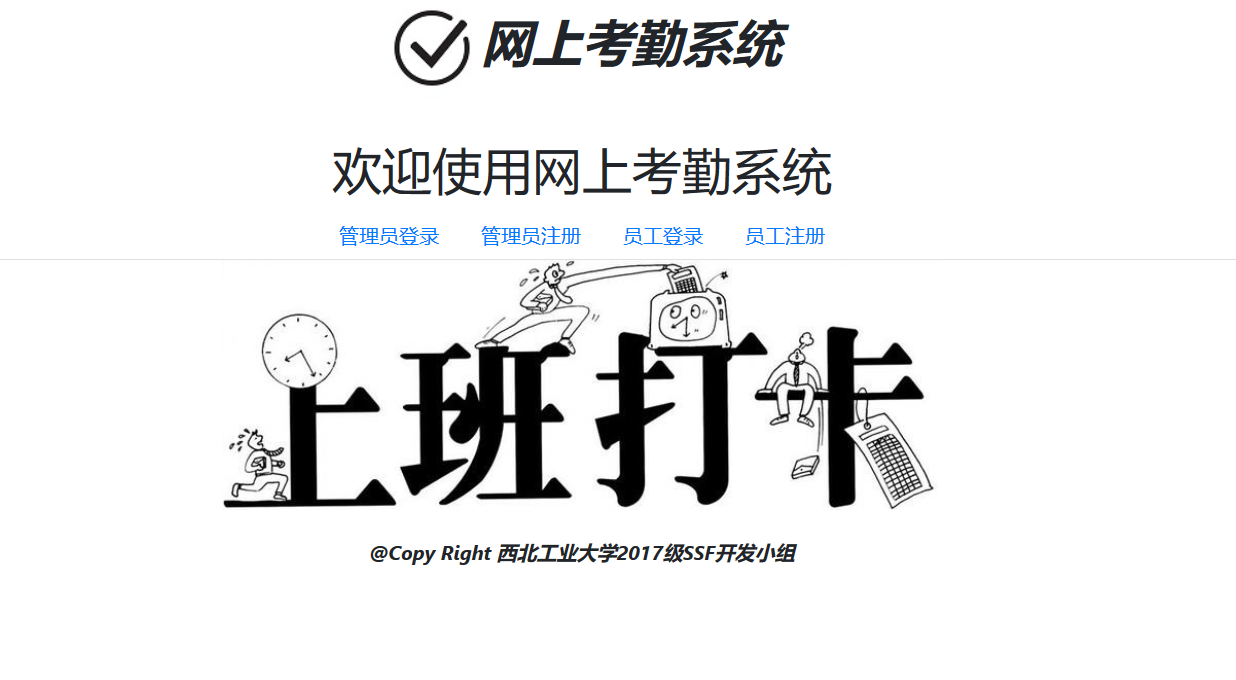 网上考勤系统
欢迎使用网上考勤系统
管理员登录 管理员注册 员工登录 员工注册
上班打卡
@Copy Right 西北工业大学2017级SSF开发小组